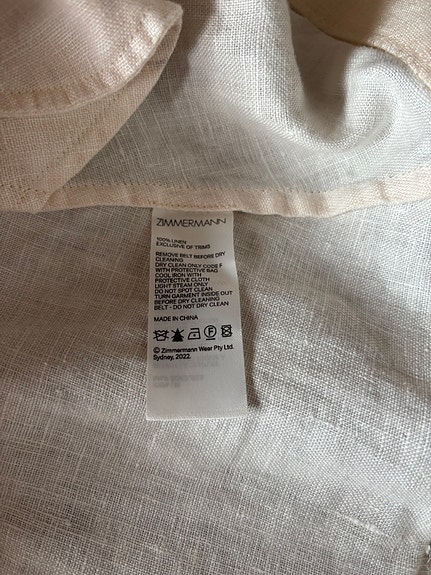 ZIMMERMANN
100% LINEN
EXCLUSIVE OF TRIMS
REMOVE BELT BEFORE DRY
CLEANING
DRY CLEAN ONLY CODE F
WITH PROTECTIVE BAG
COOL IRON WITH
PROTECTIVE CLOTH
LIGHT STEAM ONLY
DO NOT SPOT CLEAN
TURN GARMENT INSIDE OUT
BEFORE DRY CLEANING
BELT - DO NOT DRY CLEAN
MADE IN CHINA
F
© Zimmermann Wear Pty Ltd.
Sydney, 2022.